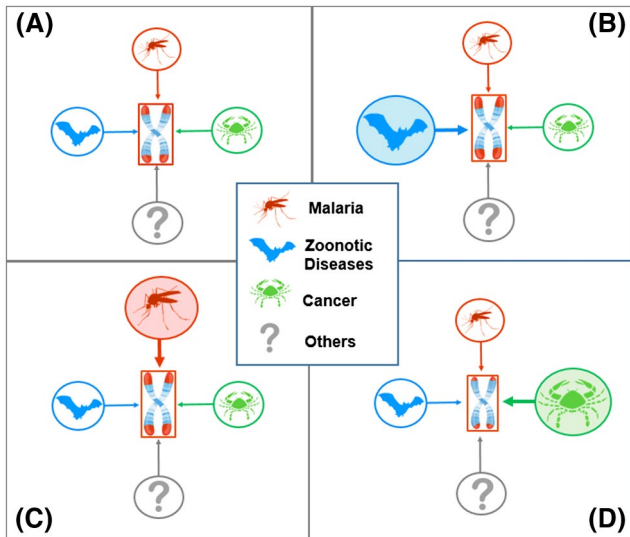 (A)
(B)
Malaria
Zoonotic
Diseases
Cancer
? Others
?
?
?
?
(C)
(D)